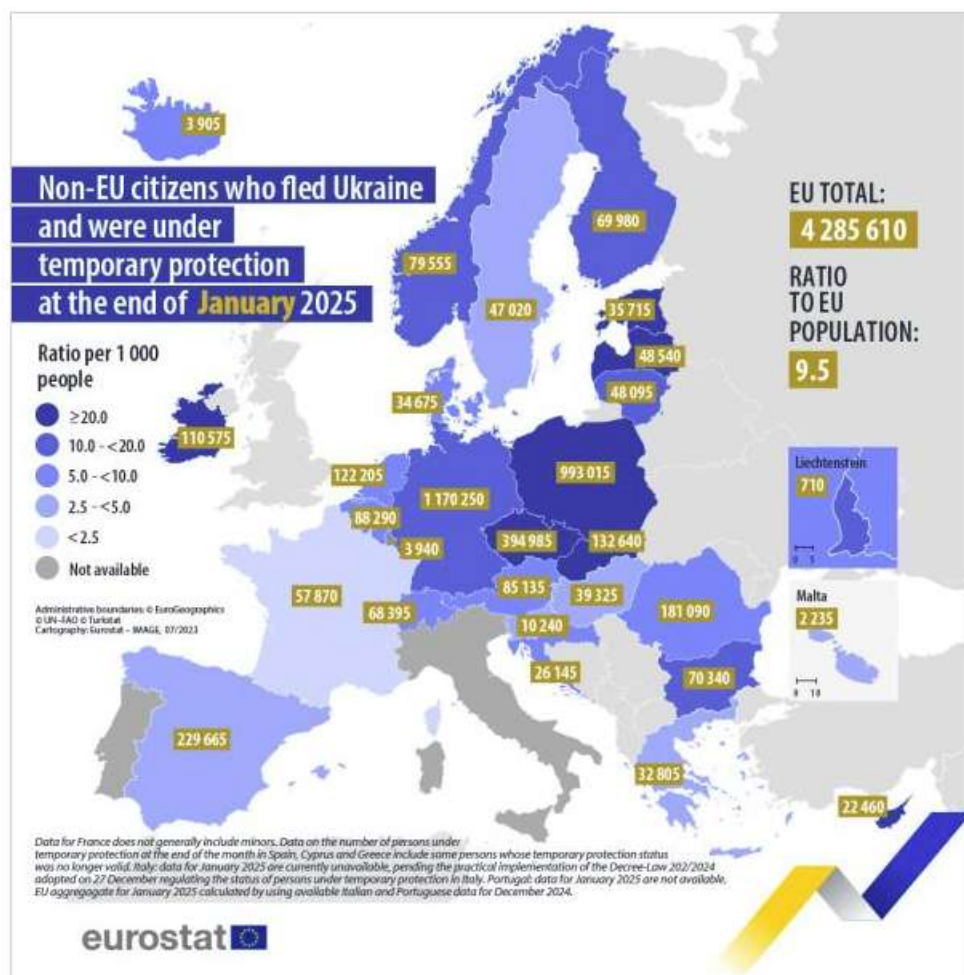 3 905
Non-EU citizens who fled Ukraine
and were under
temporary protection
at the end of January 2025
EU TOTAL:
4 285 610
RATIO
TO EU
POPULATION:
9.5
Ratio per 1 000
people
≥20.0
10.0 - <20.0
5.0 - <10.0
2.5 - <5.0
< 2.5
Not available
Administrative boundaries: © EuroGeographics
© UN–FAO © Turkstat
Cartography: Eurostat – IMAGE, 07/2023
69 980
79 555
47 020
35 715
48 540
48 095
34 675
110 575
122 205
993 015
1 170 250
88 290
3 940
394 985
132 640
57 870
68 395
85 135
39 325
181 090
10 240
26 145
70 340
229 665
32 805
22 460
Liechtenstein
710
0 5
Malta
2 235
0 10
Data for France does not generally include minors. Data on the number of persons under
temporary protection at the end of the month in Spain, Cyprus and Greece include some persons whose temporary protection status
was no longer valid. Italy: data for January 2025 are currently unavailable, pending the practical implementation of the Decree-Law 202/2024
adopted on 27 December regulating the status of persons under temporary protection in Italy. Portugal: data for January 2025 are not available.
EU aggregogate for January 2025 calculated by using available Italian and Portuguese data for December 2024.
eurostat